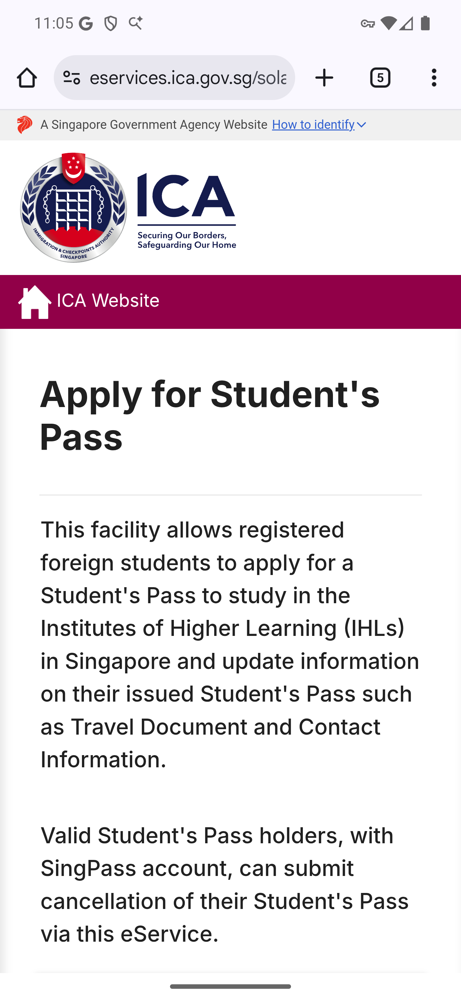 11:05
eservices.ica.gov.sg/sola
5
A Singapore Government Agency Website How to identify
IMMIGRATION & CHECKPOINTS AUTHORITY
SINGAPORE
ICA
Securing Our Borders,
Safeguarding Our Home
ICA Website
Apply for Student's
Pass
This facility allows registered
foreign students to apply for a
Student's Pass to study in the
Institutes of Higher Learning (IHLs)
in Singapore and update information
on their issued Student's Pass such
as Travel Document and Contact
Information.
Valid Student's Pass holders, with
SingPass account, can submit
cancellation of their Student's Pass
via this eService.